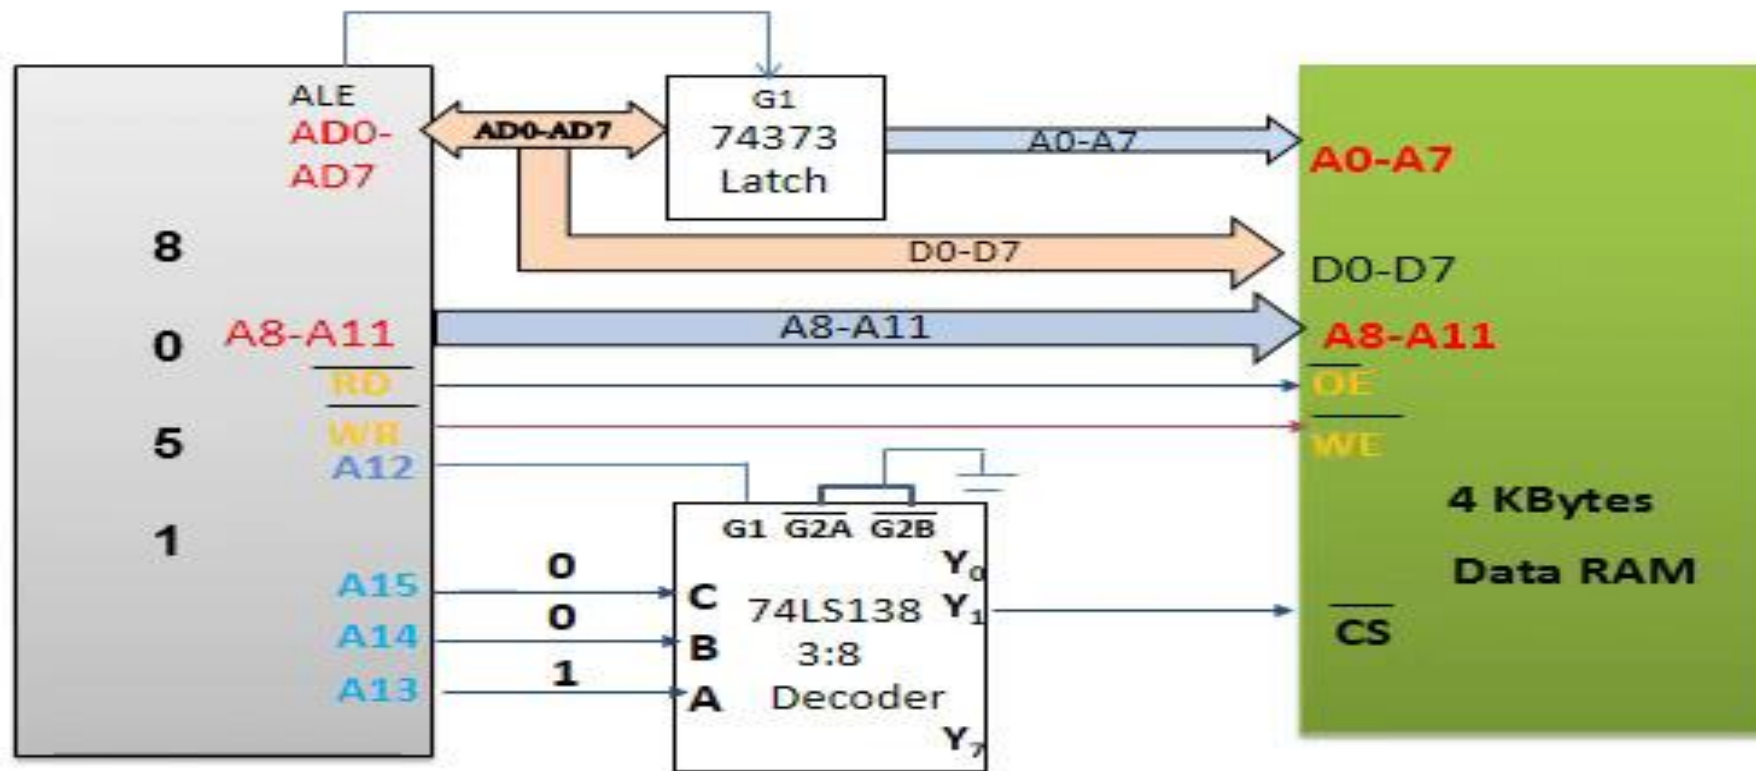 ALE
AD0-
AD7
8
0
5
1
A8-A11
RD
WR
A12
A15
A14
A13
AD0-AD7
G1
74373
Latch
A0-A7
D0-D7
A8-A11
0
0
1
G1 G2A G2B
C
B
A
74LS138
3:8
Decoder
Y0
Y1
Y7
A0-A7
D0-D7
A8-A11
OE
WE
4 KBytes
Data RAM
CS